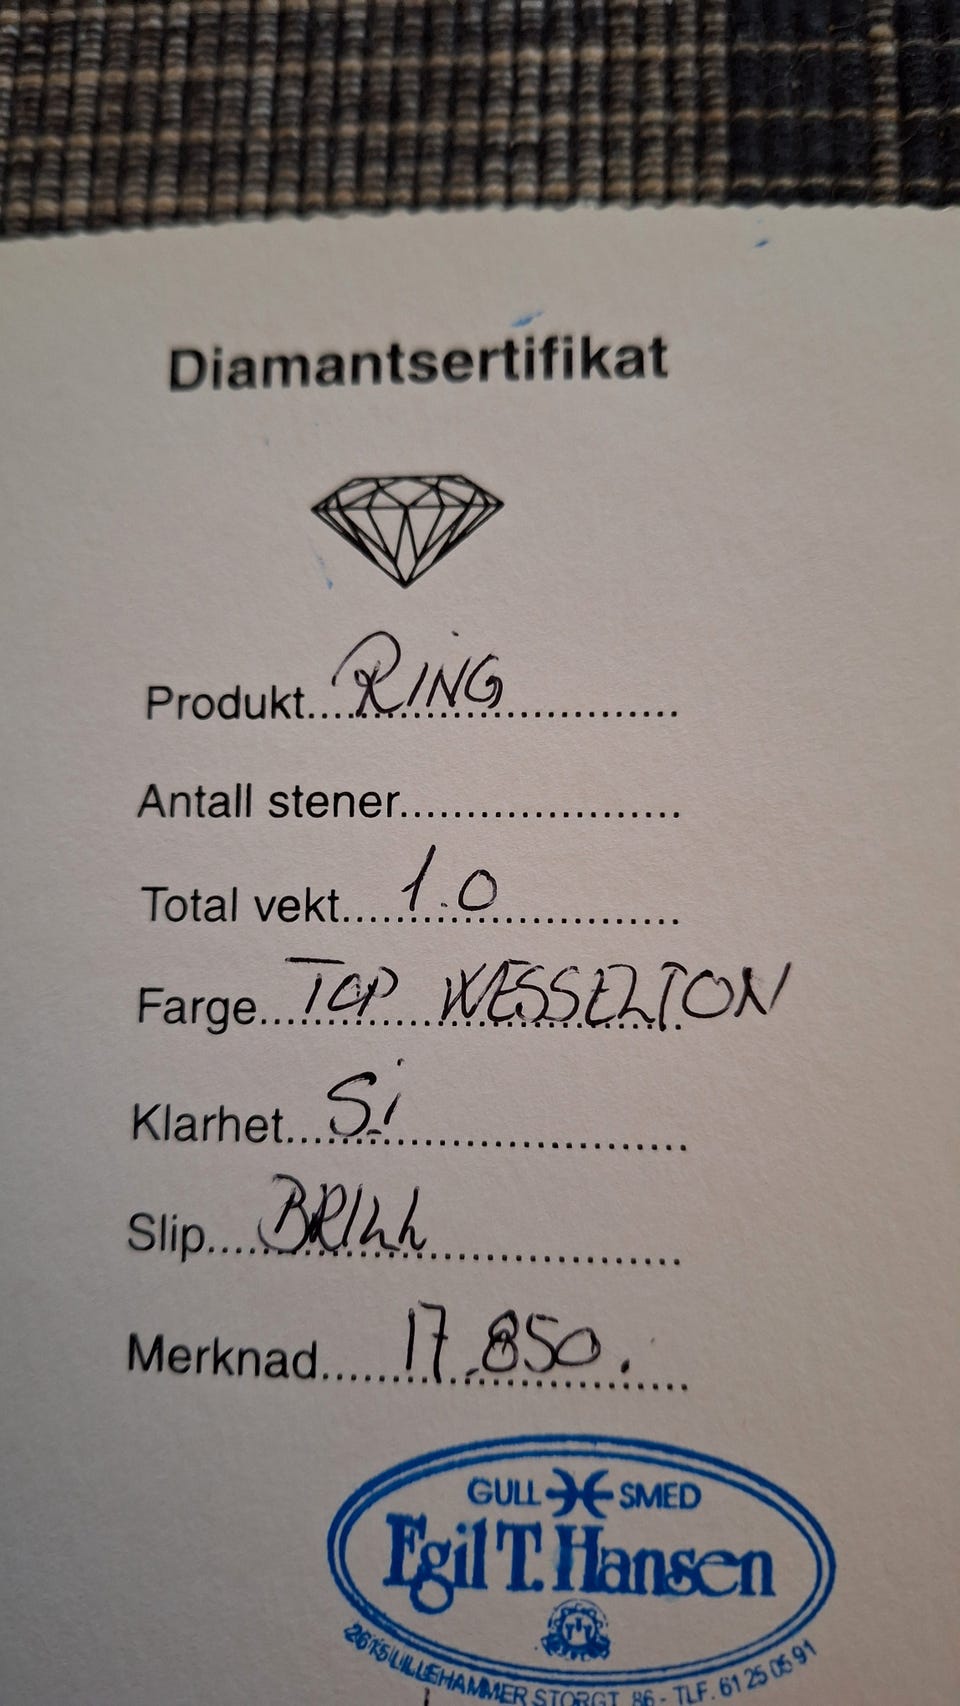 Diamantsertifikat
Produkt....RING....................
Antall stener.....................
Total vekt....1.0....................
Farge...TOP WESSELTON
Klarhet...Si........................
Slip....BRILL........................
Merknad.....17.850.......
GULL SMED
Egil T. Hansen
2615 LILLEHAMMER STORGT. 86 - TLF. 61 25 05 91